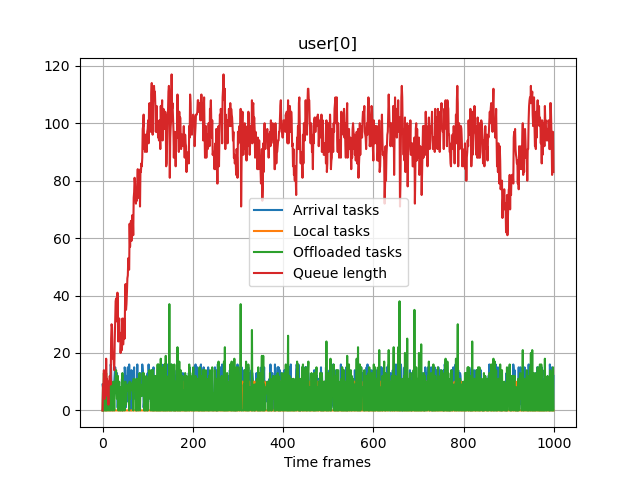 user[0]
120
100
80
60
40
20
0
Arrival tasks
Local tasks
Offloaded tasks
Queue length
0 200 400 600 800 1000
Time frames